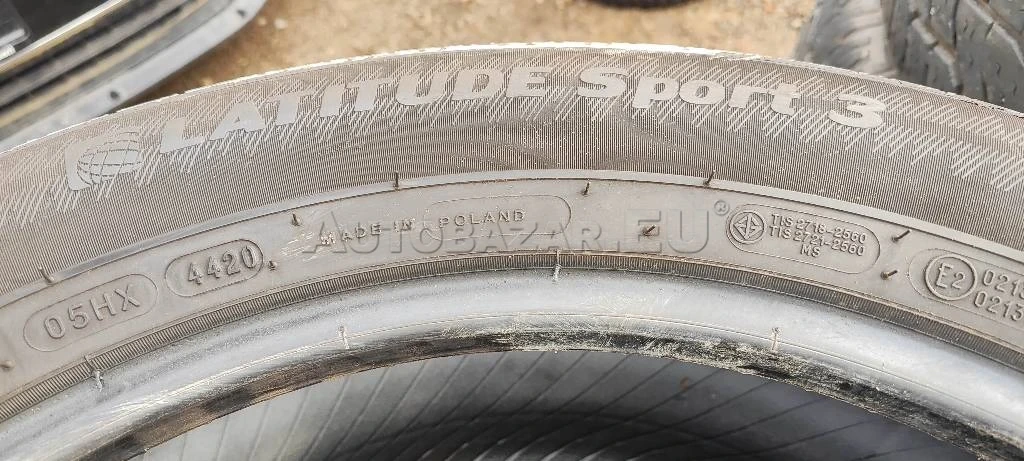 LATITUDE Sport 3
MADE IN POLAND
AUTOBAZAR.EU®
TIS 2718-2560
TIS 2721-2560
MS
4420
05HX
E2